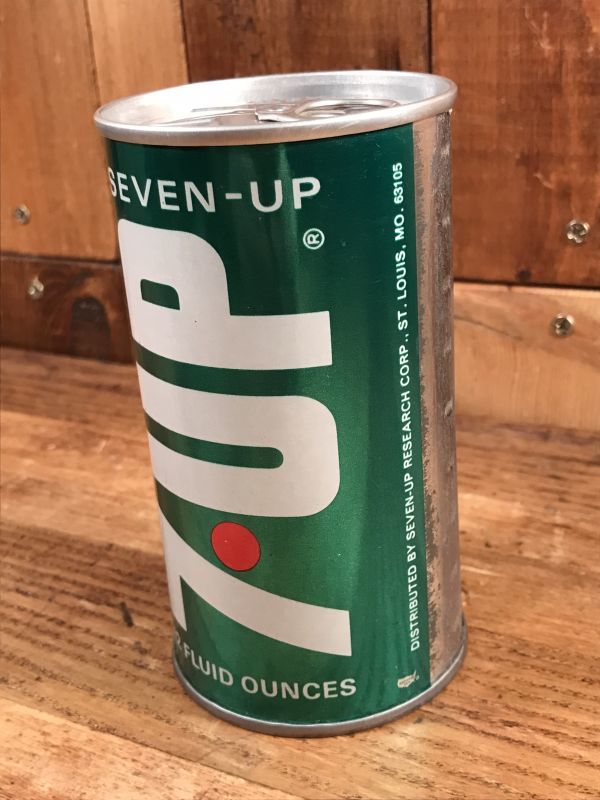 SEVEN-UP
®
7UP
FLUID OUNCES
DISTRIBUTED BY SEVEN-UP RESEARCH CORP., ST. LOUIS, MO. 63105